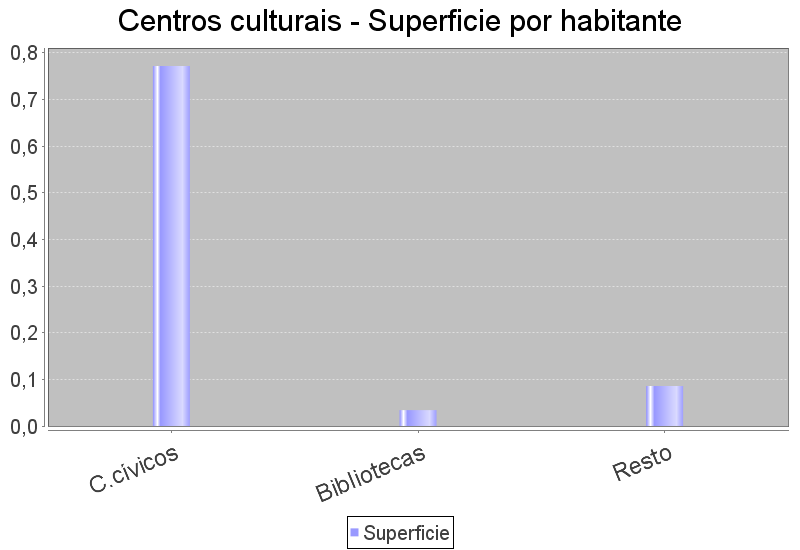 Centros culturais - Superficie por habitante
0,8
0,7
0,6
0,5
0,4
0,3
0,2
0,1
0,0
C.cívicos
Bibliotecas
Resto
Superficie